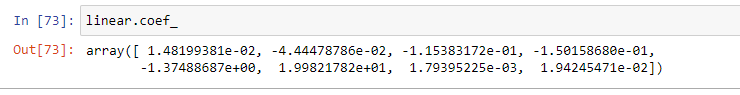 In [73]: linear.coef_
Out[73]: array([ 1.48199381e-02, -4.44478786e-02, -1.15383172e-01, -1.50158680e-01,
-1.37488687e+00, 1.99821782e+01, 1.79395225e-03, 1.94245471e-02])